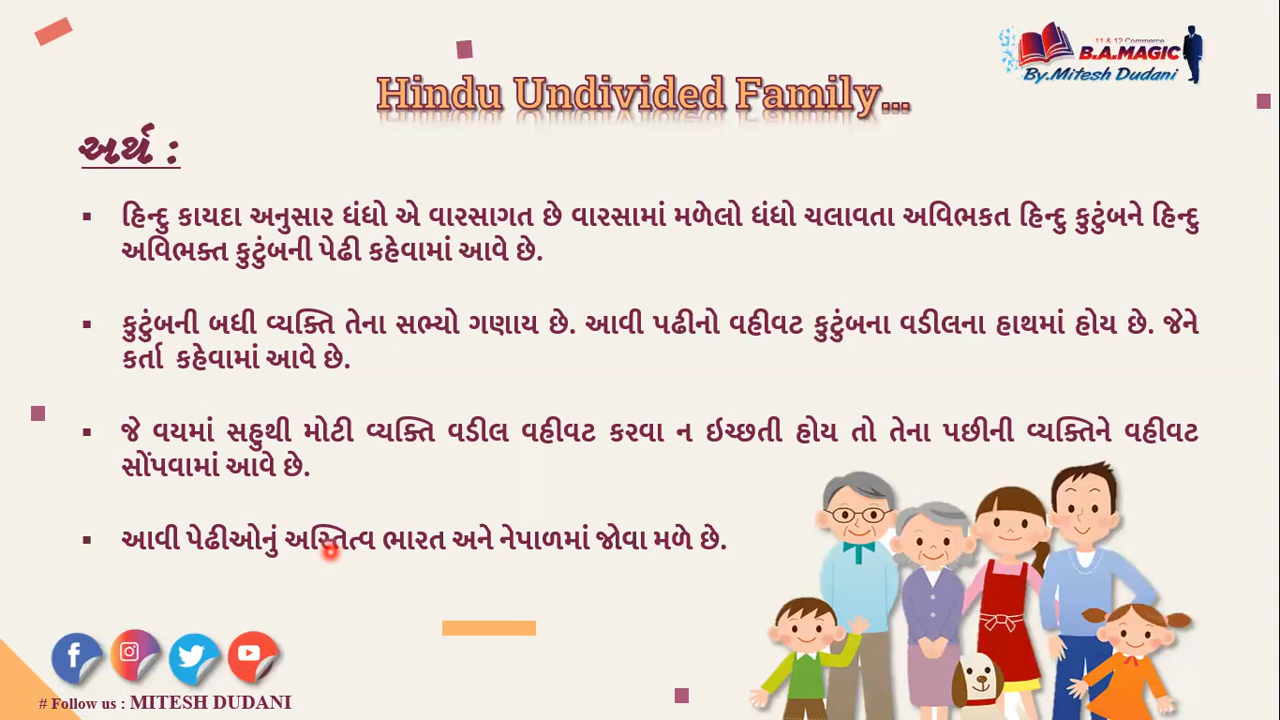 11 & 12 Commerce
B.A.MAGIC
By.Mitesh Dudani
Hindu Undivided Family...
અર્થ :
▪ હિન્દુ કાયદા અનુસાર ધંધો એ વારસાગત છે વારસામાં મળેલો ધંધો ચલાવતા અવિભકત હિન્દુ કુટુંબને હિન્દુ
અવિભક્ત કુટુંબની પેઢી કહેવામાં આવે છે.
▪ કુટુંબની બધી વ્યક્તિ તેના સભ્યો ગણાય છે. આવી પઢીનો વહીવટ કુટુંબના વડીલના હાથમાં હોય છે. જેને
કર્તા કહેવામાં આવે છે.
▪ જે વયમાં સહુથી મોટી વ્યક્તિ વડીલ વહીવટ કરવા ન ઇચ્છતી હોય તો તેના પછીની વ્યક્તિને વહીવટ
સોંપવામાં આવે છે.
▪ આવી પેઢીઓનું અસ્તિત્વ ભારત અને નેપાળમાં જોવા મળે છે.
# Follow us : MITESH DUDANI